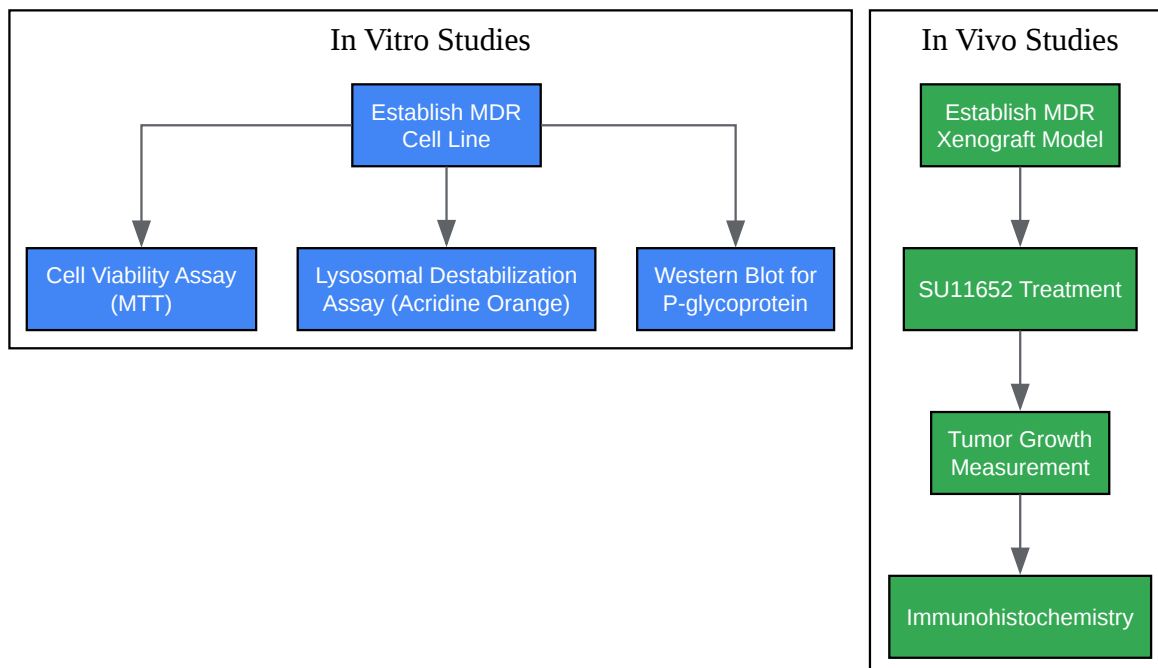 In Vitro Studies
Establish MDR
Cell Line
Cell Viability Assay
(MTT)
Lysosomal Destabilization
Assay (Acridine Orange)
Western Blot for
P-glycoprotein
In Vivo Studies
Establish MDR
Xenograft Model
SU11652 Treatment
Tumor Growth
Measurement
Immunohistochemistry